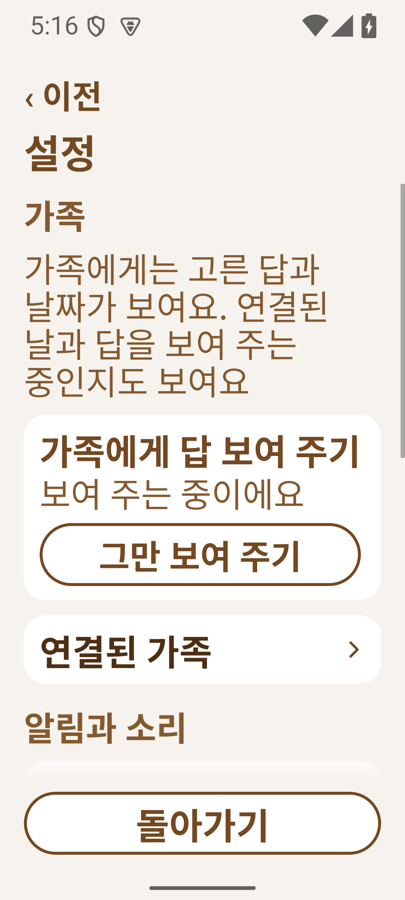 5:16
‹ 이전
설정
가족
가족에게는 고른 답과
날짜가 보여요. 연결된
날과 답을 보여 주는
중인지도 보여요
가족에게 답 보여 주기
보여 주는 중이에요
그만 보여 주기
연결된 가족
알림과 소리
돌아가기